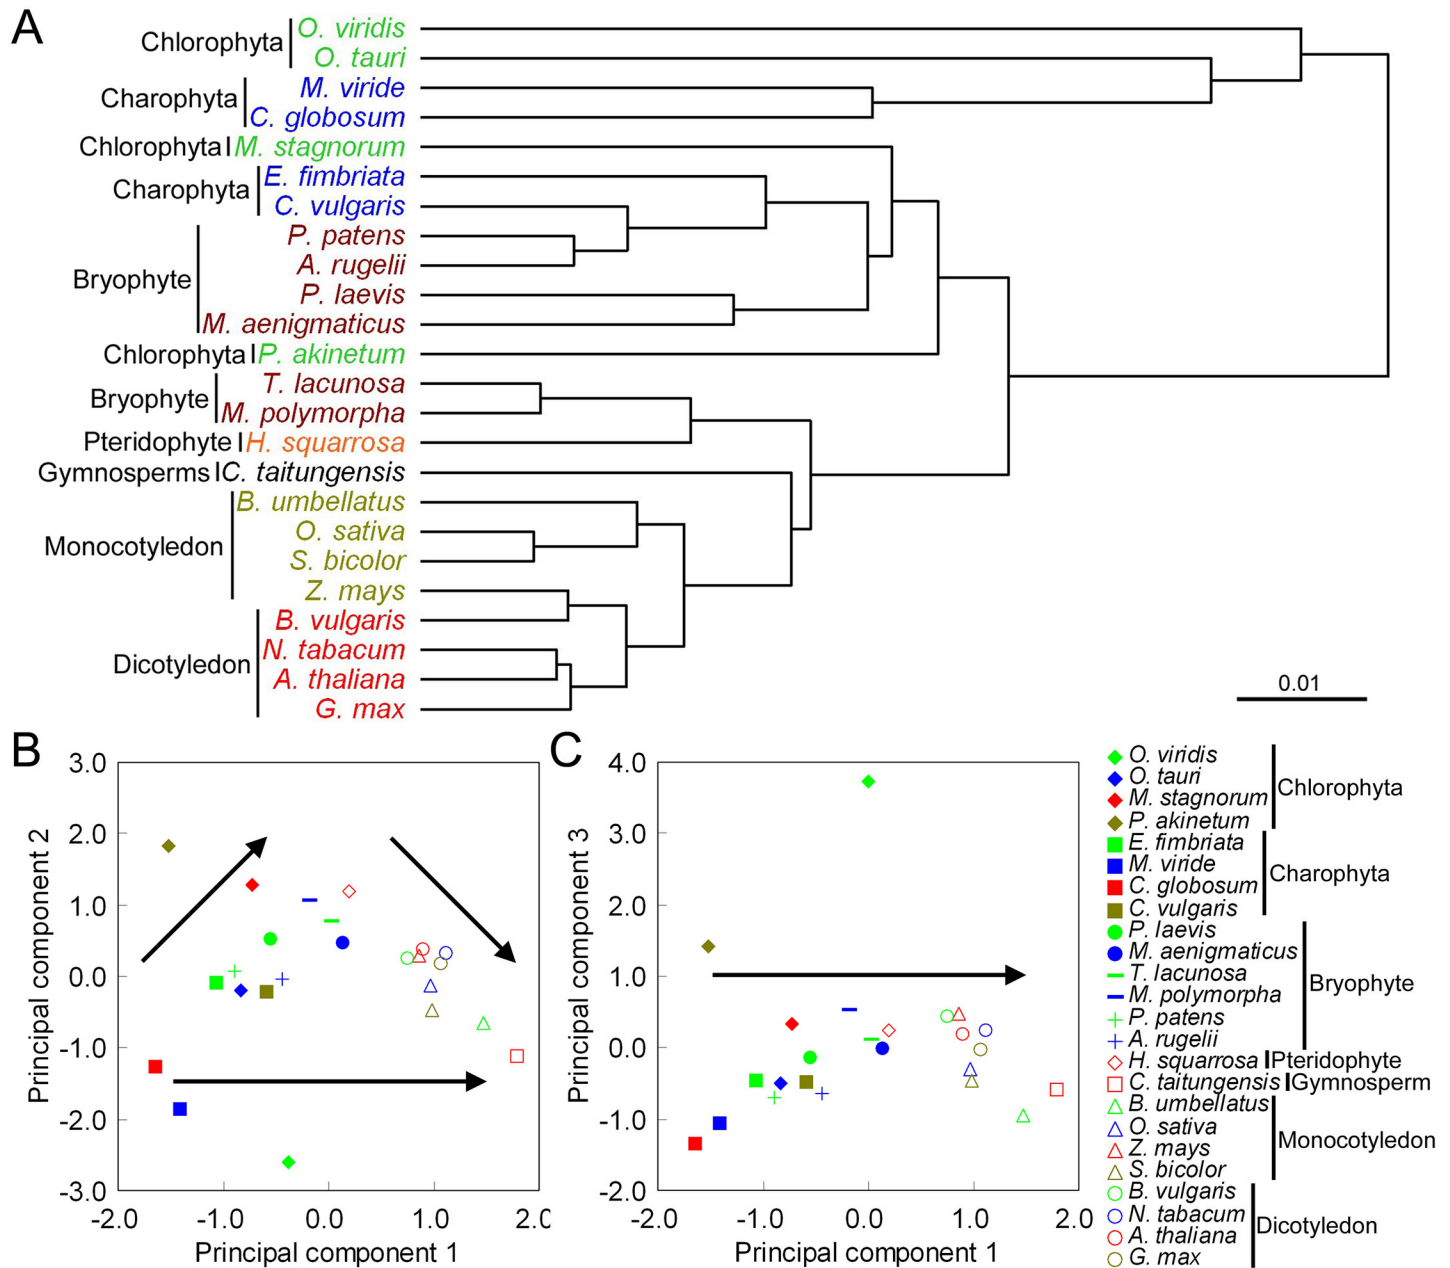 A
Chlorophyta
O. viridis
O. tauri
Charophyta
M. viride
C. globosum
Chlorophyta M. stagnorum
Charophyta
E. fimbriata
C. vulgaris
Bryophyte
P. patens
A. rugelii
P. laevis
M. aenigmaticus
Chlorophyta P. akinetum
Bryophyte
T. lacunosa
M. polymorpha
Pteridophyte H. squarrosa
Gymnosperms C. taitungensis
Monocotyledon
B. umbellatus
O. sativa
S. bicolor
Z. mays
Dicotyledon
B. vulgaris
N. tabacum
A. thaliana
G. max
0.01
B
Principal component 2
3.0
2.0
1.0
0.0
-1.0
-2.0
-3.0
-2.0 -1.0 0.0 1.0 2.0
Principal component 1
C
Principal component 3
4.0
3.0
2.0
1.0
0.0
-1.0
-2.0
-2.0 -1.0 0.0 1.0 2.0
Principal component 1
O. viridis
O. tauri
M. stagnorum
P. akinetum
Chlorophyta
E. fimbriata
M. viride
C. globosum
C. vulgaris
Charophyta
P. laevis
M. aenigmaticus
T. lacunosa
M. polymorpha
P. patens
A. rugelii
Bryophyte
H. squarrosa Pteridophyte
C. taitungensis Gymnosperm
B. umbellatus
O. sativa
Z. mays
S. bicolor
Monocotyledon
B. vulgaris
N. tabacum
A. thaliana
G. max
Dicotyledon